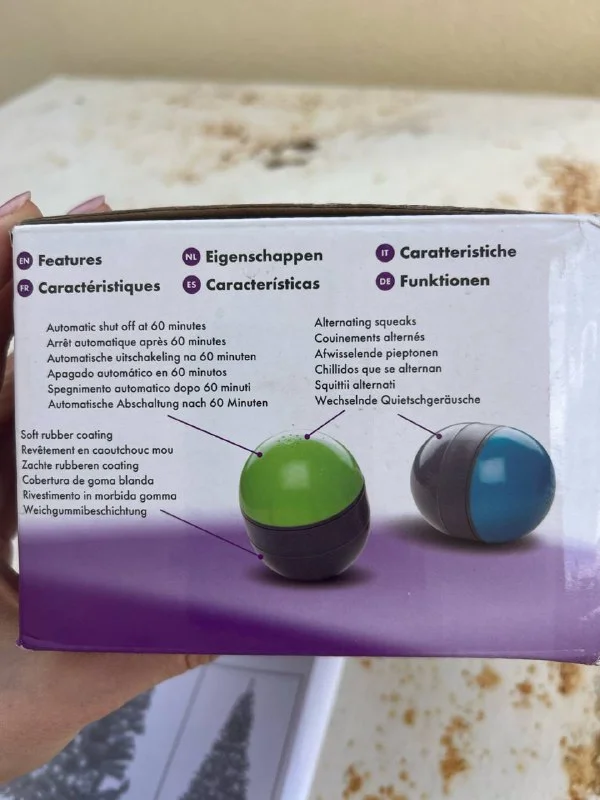 EN Features
FR Caractéristiques
NL Eigenschappen
ES Características
IT Caratteristiche
DE Funktionen
Automatic shut off at 60 minutes
Arrêt automatique après 60 minutes
Automatische uitschakeling na 60 minuten
Apagado automático en 60 minutos
Spegnimento automatico dopo 60 minuti
Automatische Abschaltung nach 60 Minuten
Alternating squeaks
Couinements alternés
Afwisselende pieptonen
Chillidos que se alternan
Squittii alternati
Wechselnde Quietschgeräusche
Soft rubber coating
Revêtement en caoutchouc mou
Zachte rubberen coating
Cobertura de goma blanda
Rivestimento in morbida gomma
Weichgummibeschichtung